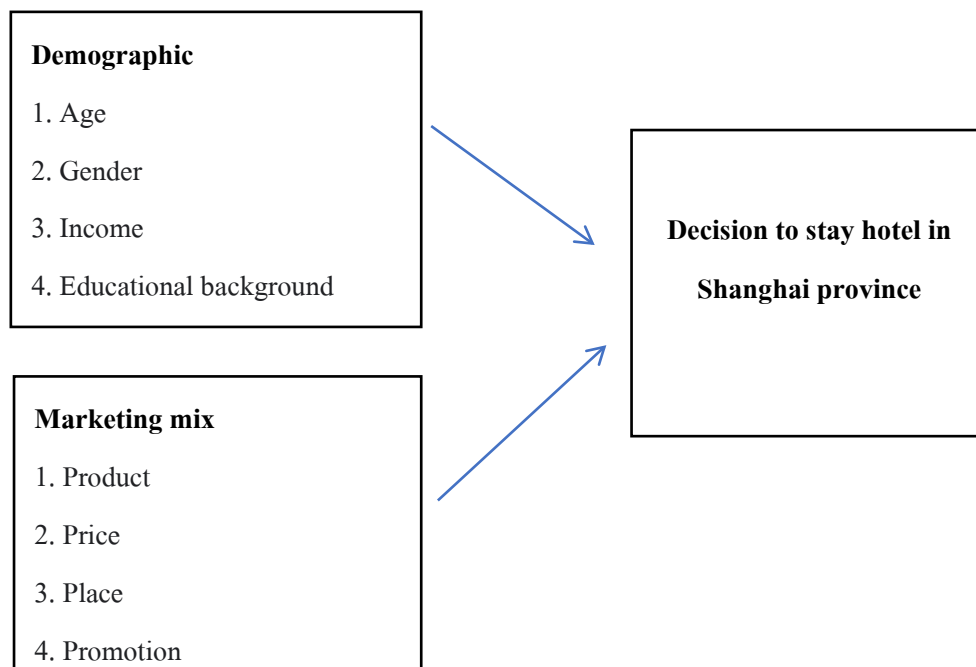 Demographic
1. Age
2. Gender
3. Income
4. Educational background
Marketing mix
1. Product
2. Price
3. Place
4. Promotion
Decision to stay hotel in
Shanghai province